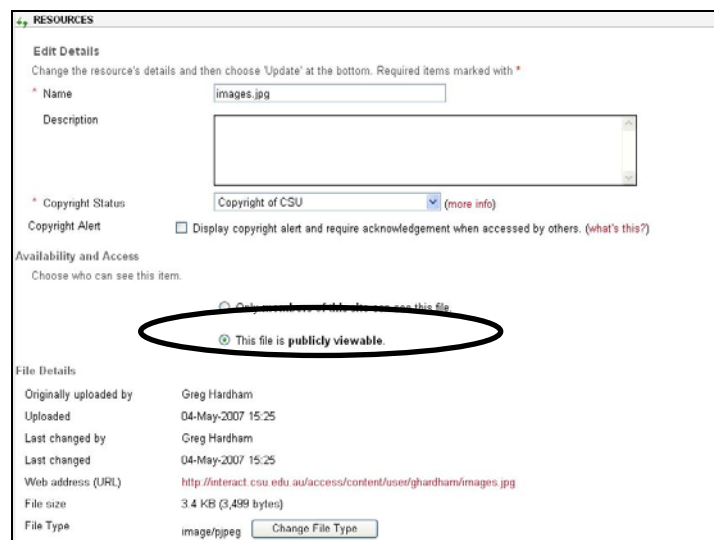 RESOURCES
Edit Details
Change the resource's details and then choose 'Update' at the bottom. Required items marked with *
* Name images.jpg
Description
* Copyright Status Copyright of CSU (more info)
Copyright Alert Display copyright alert and require acknowledgement when accessed by others. (what's this?)
Availability and Access
Choose who can see this item.
Only members of this site can see this file.
This file is publicly viewable.
File Details
Originally uploaded by Greg Hardham
Uploaded 04-May-2007 15:25
Last changed by Greg Hardham
Last changed 04-May-2007 15:25
Web address (URL) http://interact.csu.edu.au/access/content/user/ghardham/images.jpg
File size 3.4 KB (3,499 bytes)
File Type image/pjpeg Change File Type